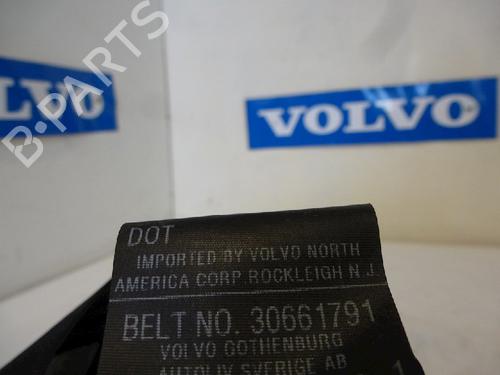 B-PARTS
VOLVO
VOLVO
DOT
IMPORTED BY VOLVO NORTH
AMERICA CORP. ROCKLEIGH N.J.
BELT NO. 30661791
VOLVO GOTHENBURG
AUTOLIV SVERIGE AB
1